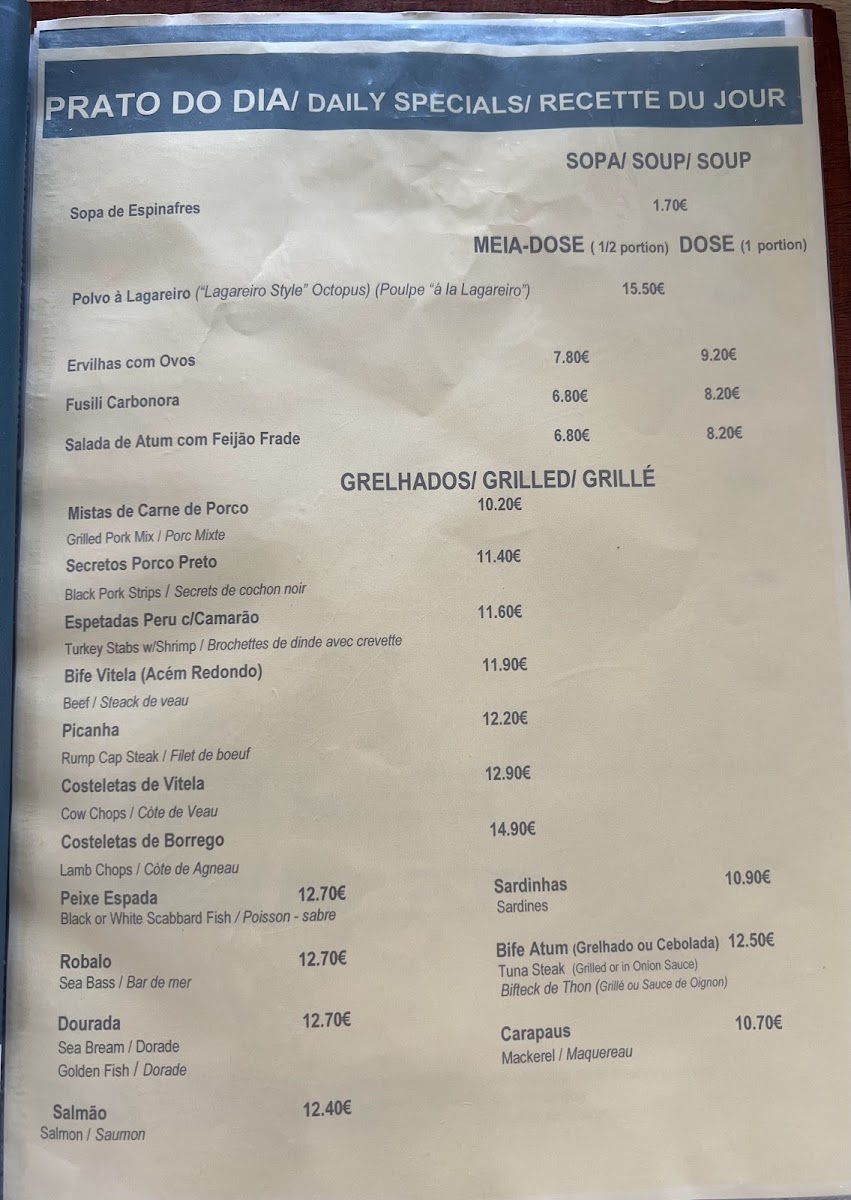 PRATO DO DIA/ DAILY SPECIALS/ RECETTE DU JOUR
SOPA/ SOUP/ SOUP
Sopa de Espinafres 1.70€
MEIA-DOSE ( 1/2 portion) DOSE (1 portion)
Polvo à Lagareiro (“Lagareiro Style” Octopus) (Poulpe “á la Lagareiro”) 15.50€
Ervilhas com Ovos 7.80€ 9.20€
Fusili Carbonora 6.80€ 8.20€
Salada de Atum com Feijão Frade 6.80€ 8.20€
GRELHADOS/ GRILLED/ GRILLÉ
Mistas de Carne de Porco 10.20€
Grilled Pork Mix / Porc Mixte
Secretos Porco Preto 11.40€
Black Pork Strips / Secrets de cochon noir
Espetadas Peru c/Camarão 11.60€
Turkey Stabs w/Shrimp / Brochettes de dinde avec crevette
Bife Vitela (Acém Redondo) 11.90€
Beef / Steack de veau
Picanha 12.20€
Rump Cap Steak / Filet de boeuf
Costeletas de Vitela 12.90€
Cow Chops / Côte de Veau
Costeletas de Borrego 14.90€
Lamb Chops / Côte de Agneau
Peixe Espada 12.70€
Black or White Scabbard Fish / Poisson - sabre
Robalo 12.70€
Sea Bass / Bar de mer
Dourada 12.70€
Sea Bream / Dorade
Golden Fish / Dorade
Salmão 12.40€
Salmon / Saumon
Sardinhas 10.90€
Sardines
Bife Atum (Grelhado ou Cebolada) 12.50€
Tuna Steak (Grilled or in Onion Sauce)
Bifteck de Thon (Grillé ou Sauce de Oignon)
Carapaus 10.70€
Mackerel / Maquereau